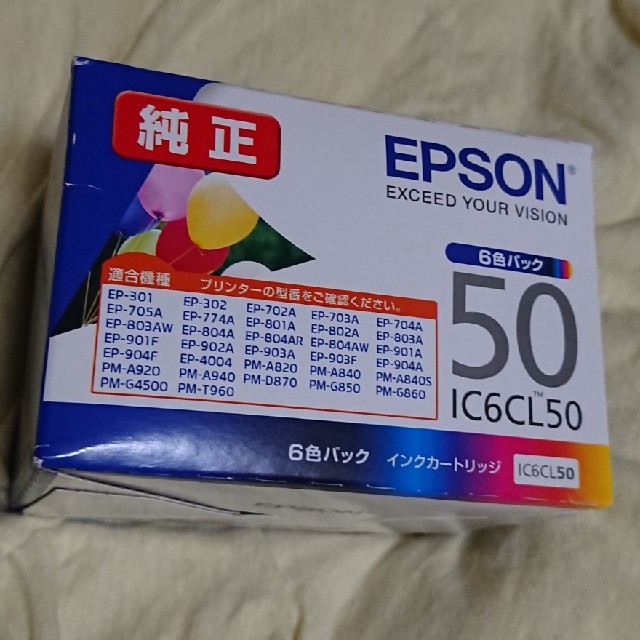 純正
EPSON®
EXCEED YOUR VISION
6色パック
50
IC6CL50™
適合機種 プリンターの型番をご確認ください。
EP-301 EP-302 EP-702A EP-703A EP-704A
EP-705A EP-774A EP-801A EP-802A EP-803A
EP-803AW EP-804A EP-804AR EP-804AW EP-901A
EP-901F EP-902A EP-903A EP-903F EP-904A
EP-904F EP-4004 PM-A820 PM-A840 PM-A840S
PM-A920 PM-A940 PM-D870 PM-G850 PM-G860
PM-G4500 PM-T960
6色パック インクカートリッジ IC6CL50
EPSON